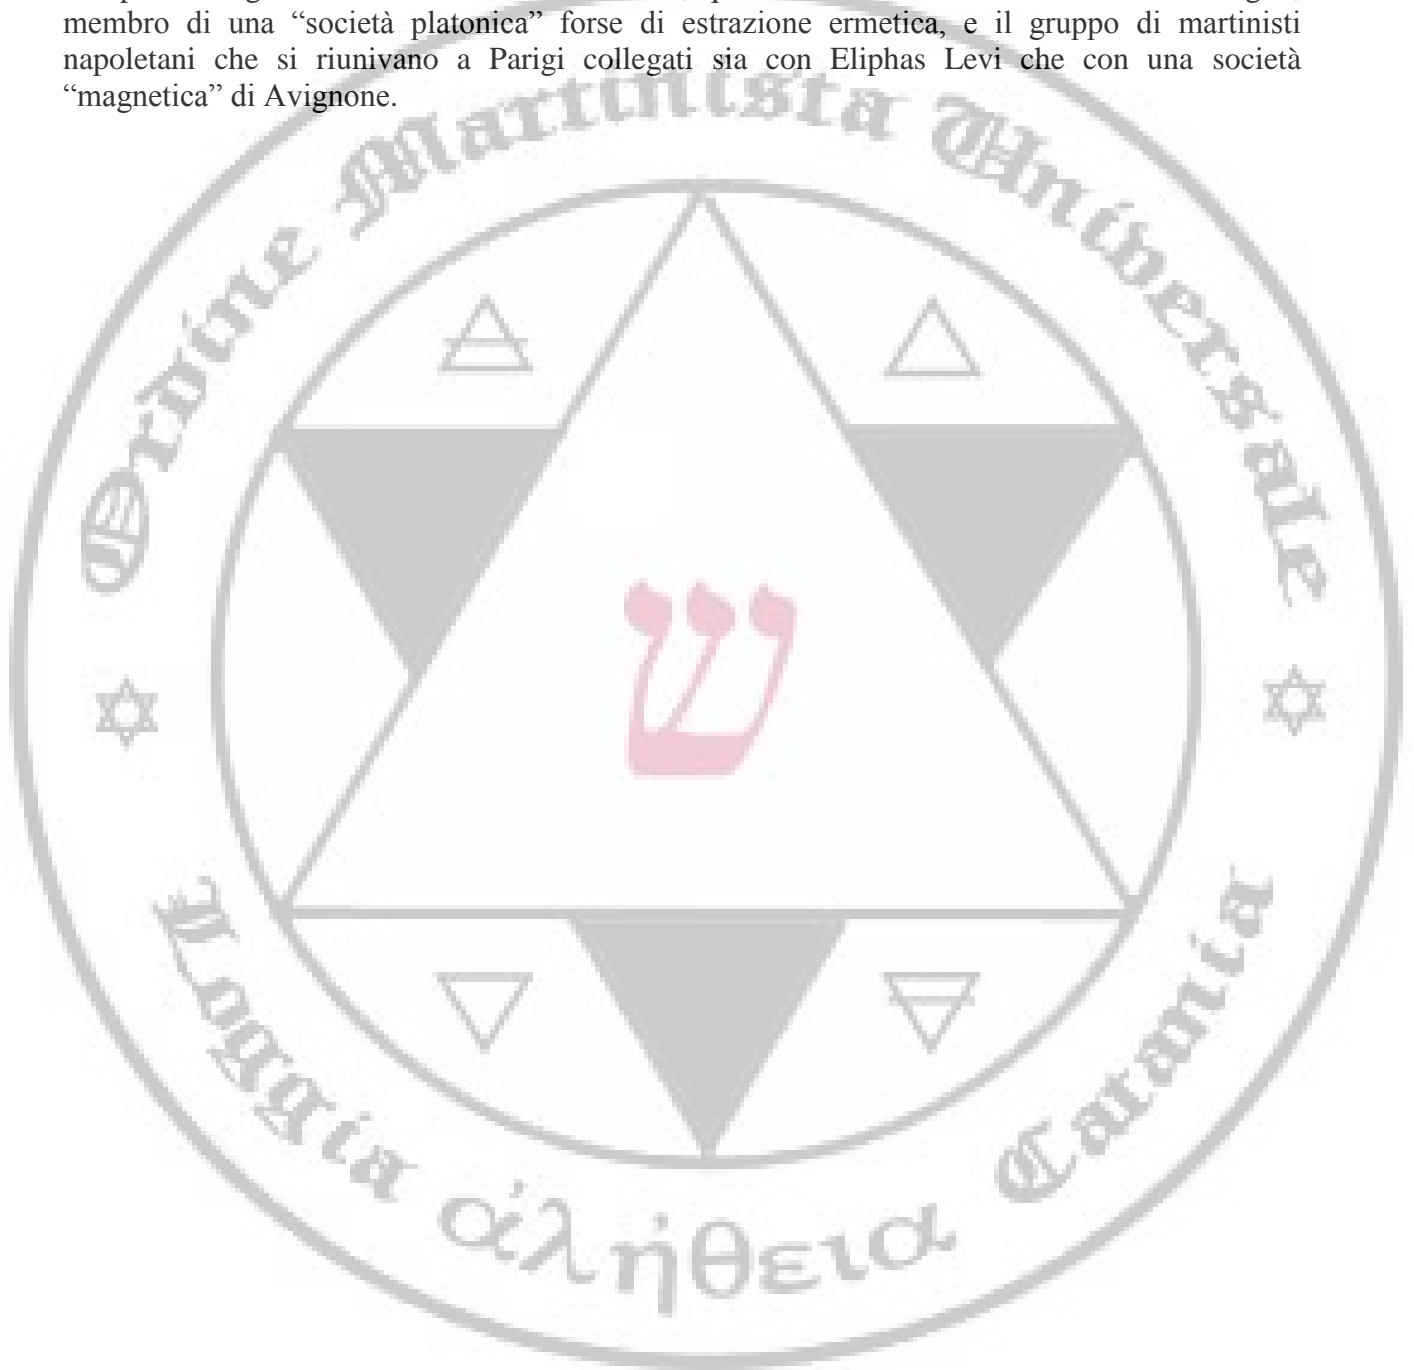 membro di una “società platonica” forse di estrazione ermetica, e il gruppo di martinisti
napoletani che si riunivano a Parigi collegati sia con Eliphas Levi che con una società
“magnetica” di Avignone.
Ordine Martinista Universale
ש
Loggia ἀλήθεια Catania